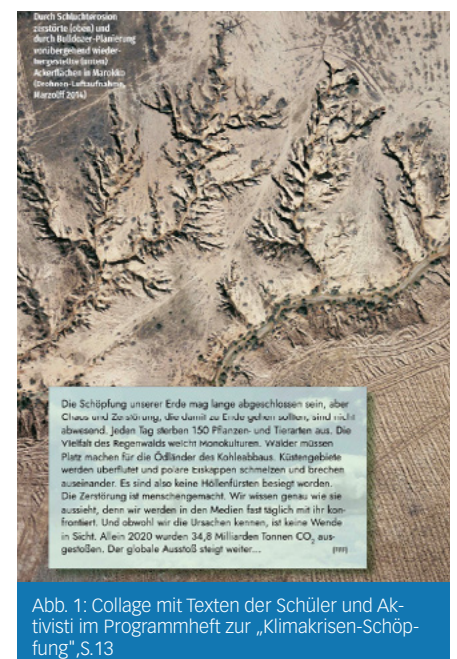 Durch Schluchterosion
zerstörte (oben) und
durch Bulldozer-Planierung
vorübergehend wieder-
hergestellte (unten)
Ackerflächen in Marokko
(Drohnen-Luftaufnahme,
Marzolff 2014)
Die Schöpfung unserer Erde mag lange abgeschlossen sein, aber
Chaos und Zerstörung, die damit zu Ende gehen sollten, sind nicht
abwesend. Jeden Tag sterben 150 Pflanzen- und Tierarten aus. Die
Vielfalt des Regenwalds weicht Monokulturen. Wälder müssen
Platz machen für die Ödländer des Kohleabbaus. Küstengebiete
werden überflutet und polare Eiskappen schmelzen und brechen
auseinander. Es sind also keine Höllenfürsten besiegt worden.
Die Zerstörung ist menschengemacht. Wir wissen genau wie sie
aussieht, denn wir werden in den Medien fast täglich mit ihr kon-
frontiert. Und obwohl wir die Ursachen kennen, ist keine Wende
in Sicht. Allein 2020 wurden 34,8 Milliarden Tonnen CO₂ aus-
gestoßen. Der globale Ausstoß steigt weiter... (FFF)
Abb. 1: Collage mit Texten der Schüler und Ak-
tivisti im Programmheft zur „Klimakrisen-Schöp-
fung",S.13